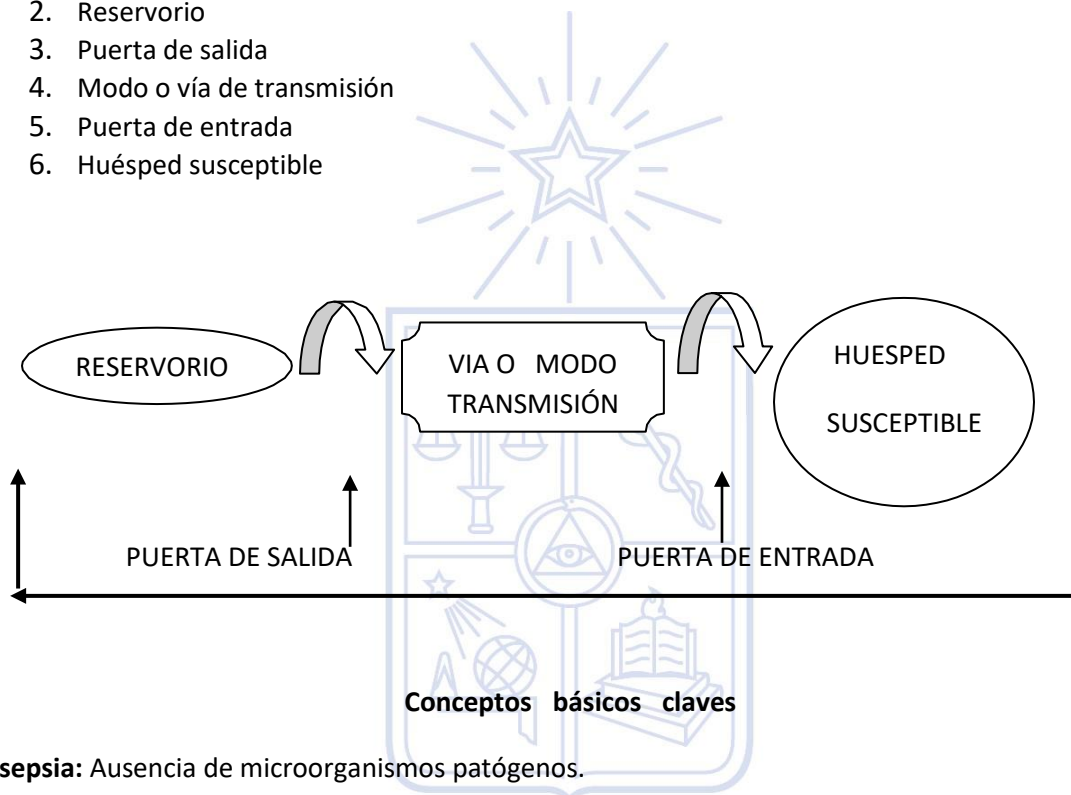 2. Reservorio
3. Puerta de salida
4. Modo o vía de transmisión
5. Puerta de entrada
6. Huésped susceptible
RESERVORIO
VIA O MODO
TRANSMISIÓN
HUESPED
SUSCEPTIBLE
PUERTA DE SALIDA
PUERTA DE ENTRADA
Conceptos básicos claves
sepsia: Ausencia de microorganismos patógenos.